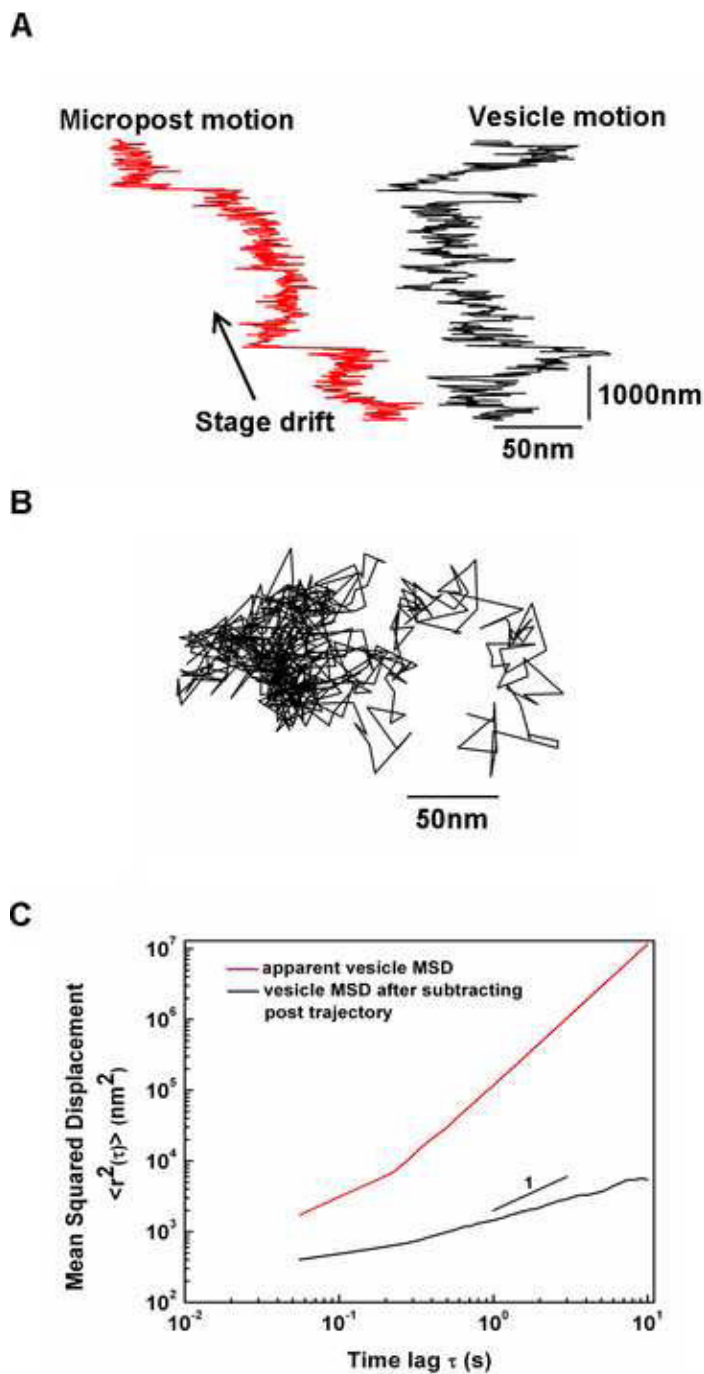 A
Micropost motion
Vesicle motion
Stage drift
1000nm
50nm
B
50nm
C
Mean Squared Displacement
<r²(τ)> (nm²)
10⁷
10⁶
10⁵
10⁴
10³
10²
apparent vesicle MSD
vesicle MSD after subtracting
post trajectory
1
10⁻²
10⁻¹
10⁰
10¹
Time lag τ (s)